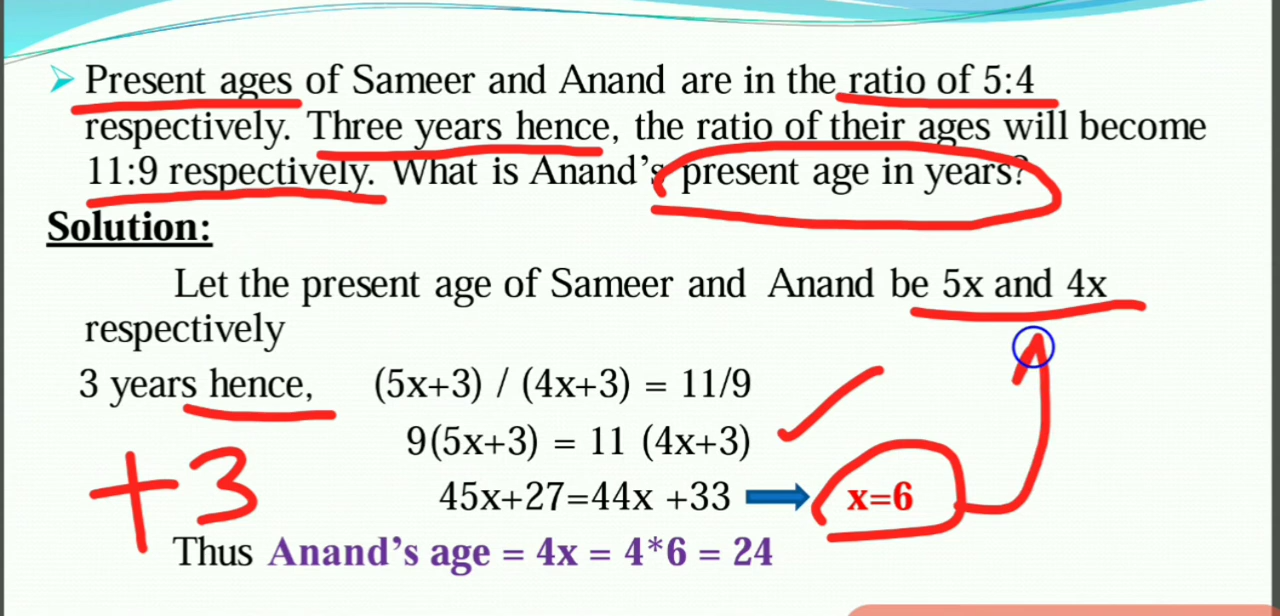 Present ages of Sameer and Anand are in the ratio of 5:4
respectively. Three years hence, the ratio of their ages will become
11:9 respectively. What is Anand's present age in years?
Solution:
Let the present age of Sameer and Anand be 5x and 4x
respectively
3 years hence, (5x+3) / (4x+3) = 11/9
9(5x+3) = 11 (4x+3)
45x+27=44x +33 x=6
+3
Thus Anand's age = 4x = 4*6 = 24